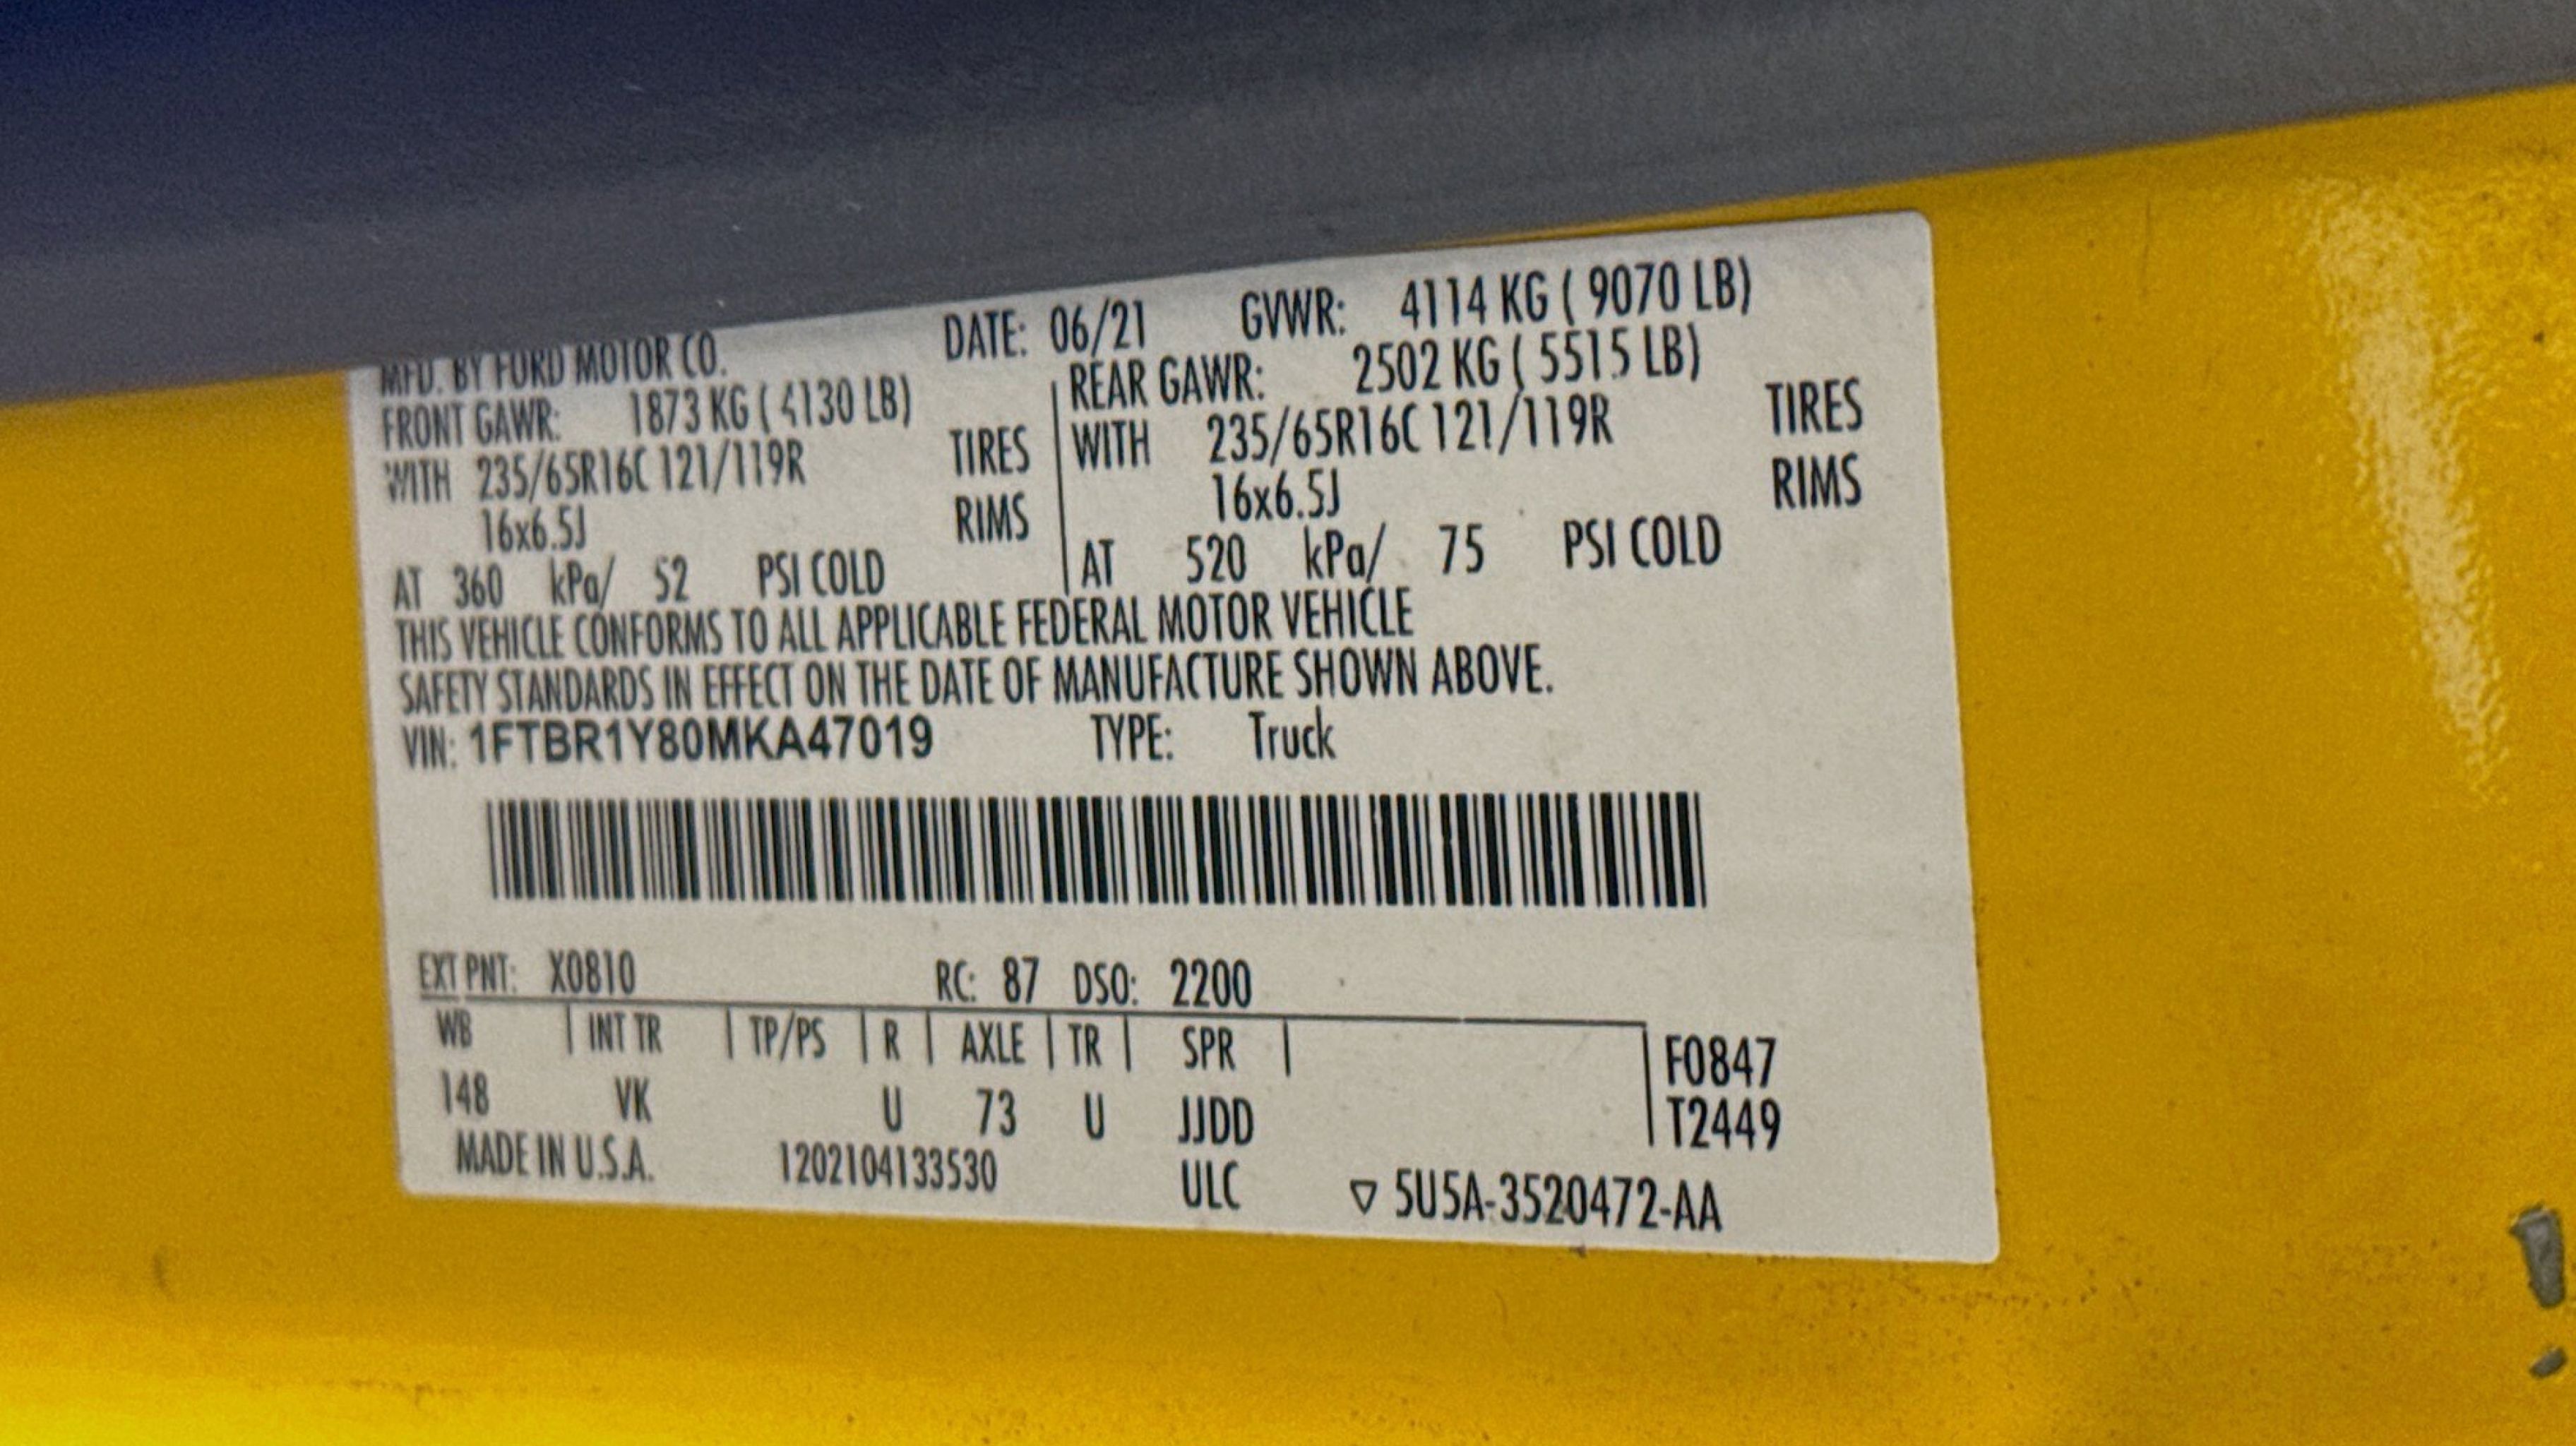 MFD. BY FORD MOTOR CO. DATE: 06/21 GVWR: 4114 KG ( 9070 LB)
FRONT GAWR: 1873 KG ( 4130 LB) REAR GAWR: 2502 KG ( 5515 LB)
WITH 235/65R16C 121/119R TIRES WITH 235/65R16C 121/119R TIRES
16x6.5J RIMS 16x6.5J RIMS
AT 360 kPa/ 52 PSI COLD AT 520 kPa/ 75 PSI COLD
THIS VEHICLE CONFORMS TO ALL APPLICABLE FEDERAL MOTOR VEHICLE
SAFETY STANDARDS IN EFFECT ON THE DATE OF MANUFACTURE SHOWN ABOVE.
VIN: 1FTBR1Y80MKA47019 TYPE: Truck
EXT PNT: X0810 RC: 87 DSO: 2200
WB INT TR TP/PS R AXLE TR SPR F0847
148 VK U 73 U JJDD T2449
MADE IN U.S.A. 1202104133530 ULC ▽ 5U5A-3520472-AA